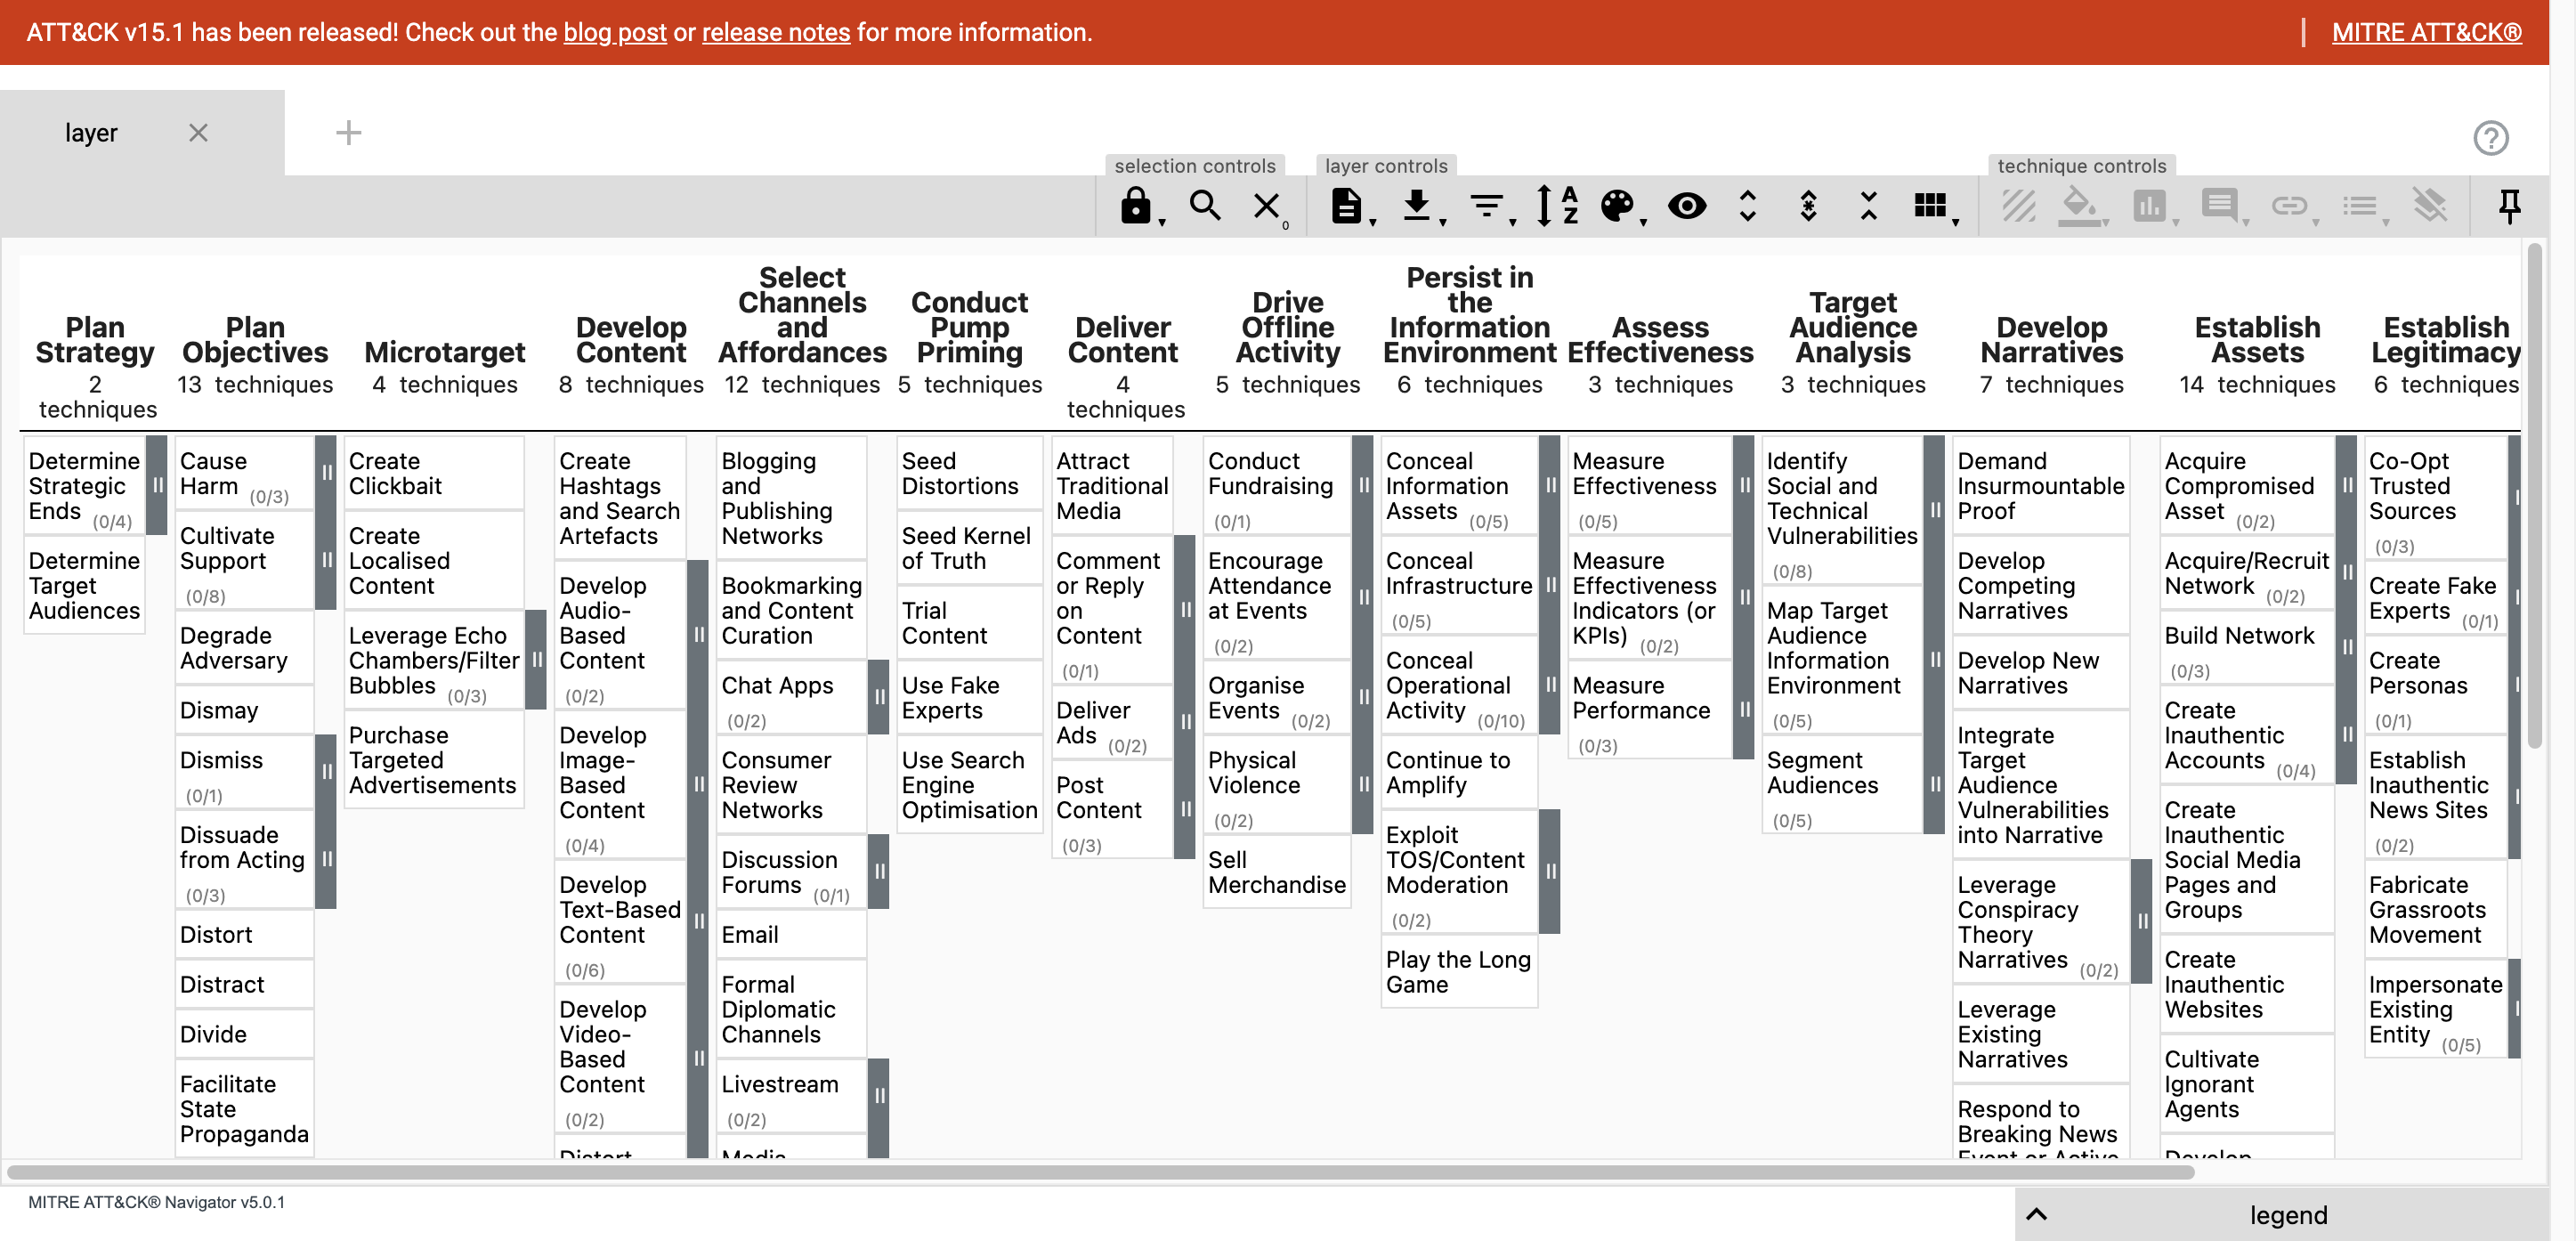 ATT&CK v15.1 has been released! Check out the blog post or release notes for more information.
MITRE ATT&CK®
layer
selection controls
layer controls
technique controls
0
A
Z
Plan
Strategy
2
techniques
Determine
Strategic
Ends (0/4)
Determine
Target
Audiences
Plan
Objectives
13 techniques
Cause
Harm (0/3)
Cultivate
Support
(0/8)
Degrade
Adversary
Dismay
Dismiss
(0/1)
Dissuade
from Acting
(0/3)
Distort
Distract
Divide
Facilitate
State
Propaganda
Microtarget
4 techniques
Create
Clickbait
Create
Localised
Content
Leverage Echo
Chambers/Filter
Bubbles (0/3)
Purchase
Targeted
Advertisements
Develop
Content
8 techniques
Create
Hashtags
and Search
Artefacts
Develop
Audio-
Based
Content
(0/2)
Develop
Image-
Based
Content
(0/4)
Develop
Text-Based
Content
(0/6)
Develop
Video-
Based
Content
(0/2)
Distort
Select
Channels
and
Affordances
12 techniques
Blogging
and
Publishing
Networks
Bookmarking
and Content
Curation
Chat Apps
(0/2)
Consumer
Review
Networks
Discussion
Forums (0/1)
Email
Formal
Diplomatic
Channels
Livestream
(0/2)
Media
Conduct
Pump
Priming
5 techniques
Seed
Distortions
Seed Kernel
of Truth
Trial
Content
Use Fake
Experts
Use Search
Engine
Optimisation
Deliver
Content
4
techniques
Attract
Traditional
Media
Comment
or Reply
on
Content
(0/1)
Deliver
Ads (0/2)
Post
Content
(0/3)
Drive
Offline
Activity
5 techniques
Conduct
Fundraising
(0/1)
Encourage
Attendance
at Events
(0/2)
Organise
Events (0/2)
Physical
Violence
(0/2)
Sell
Merchandise
Persist in
the
Information
Environment
6 techniques
Conceal
Information
Assets (0/5)
Conceal
Infrastructure
(0/5)
Conceal
Operational
Activity (0/10)
Continue to
Amplify
Exploit
TOS/Content
Moderation
(0/2)
Play the Long
Game
Assess
Effectiveness
3 techniques
Measure
Effectiveness
(0/5)
Measure
Effectiveness
Indicators (or
KPIs) (0/2)
Measure
Performance
(0/3)
Target
Audience
Analysis
3 techniques
Identify
Social and
Technical
Vulnerabilities
(0/8)
Map Target
Audience
Information
Environment
(0/5)
Segment
Audiences
(0/5)
Develop
Narratives
7 techniques
Demand
Insurmountable
Proof
Develop
Competing
Narratives
Develop New
Narratives
Integrate
Target
Audience
Vulnerabilities
into Narrative
Leverage
Conspiracy
Theory
Narratives (0/2)
Leverage
Existing
Narratives
Respond to
Breaking News
Event or Active
Establish
Assets
14 techniques
Acquire
Compromised
Asset (0/2)
Acquire/Recruit
Network (0/2)
Build Network
(0/3)
Create
Inauthentic
Accounts (0/4)
Create
Inauthentic
Social Media
Pages and
Groups
Create
Inauthentic
Websites
Cultivate
Ignorant
Agents
Develop
Establish
Legitimacy
6 techniques
Co-Opt
Trusted
Sources
(0/3)
Create Fake
Experts (0/1)
Create
Personas
(0/1)
Establish
Inauthentic
News Sites
(0/2)
Fabricate
Grassroots
Movement
Impersonate
Existing
Entity (0/5)
MITRE ATT&CK® Navigator v5.0.1
legend